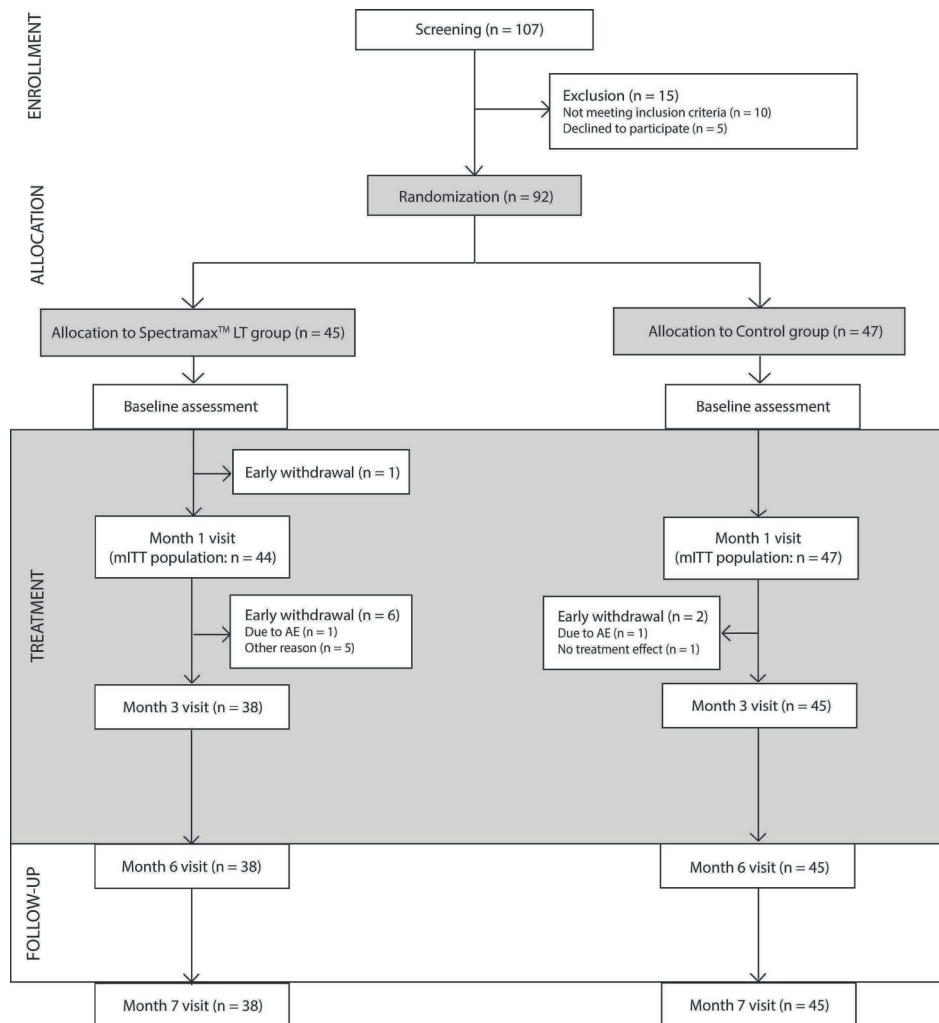 ENROLLMENT
Screening (n = 107)
Exclusion (n = 15)
Not meeting inclusion criteria (n = 10)
Declined to participate (n = 5)
ALLOCATION
Randomization (n = 92)
Allocation to Spectramax™ LT group (n = 45)
Allocation to Control group (n = 47)
Baseline assessment
Baseline assessment
TREATMENT
Early withdrawal (n = 1)
Month 1 visit
(mITT population: n = 44)
Month 1 visit
(mITT population: n = 47)
Early withdrawal (n = 6)
Due to AE (n = 1)
Other reason (n = 5)
Early withdrawal (n = 2)
Due to AE (n = 1)
No treatment effect (n = 1)
Month 3 visit (n = 38)
Month 3 visit (n = 45)
FOLLOW-UP
Month 6 visit (n = 38)
Month 6 visit (n = 45)
Month 7 visit (n = 38)
Month 7 visit (n = 45)